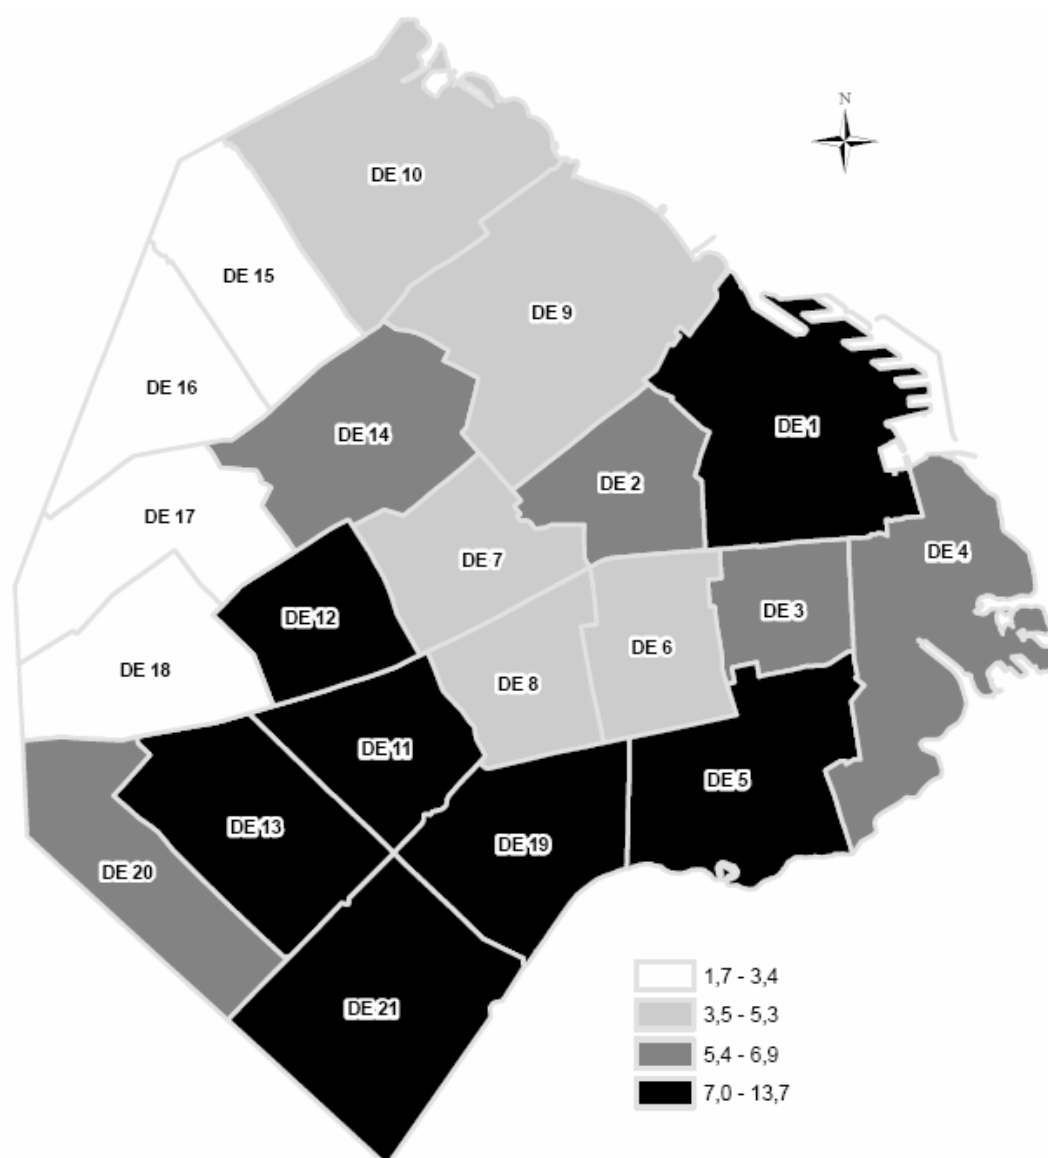 N
DE 10
DE 15
DE 9
DE 16
DE 14
DE 1
DE 2
DE 17
DE 4
DE 7
DE 3
DE 12
DE 6
DE 18
DE 8
DE 11
DE 5
DE 13
DE 19
DE 20
DE 21
1,7 - 3,4
3,5 - 5,3
5,4 - 6,9
7,0 - 13,7